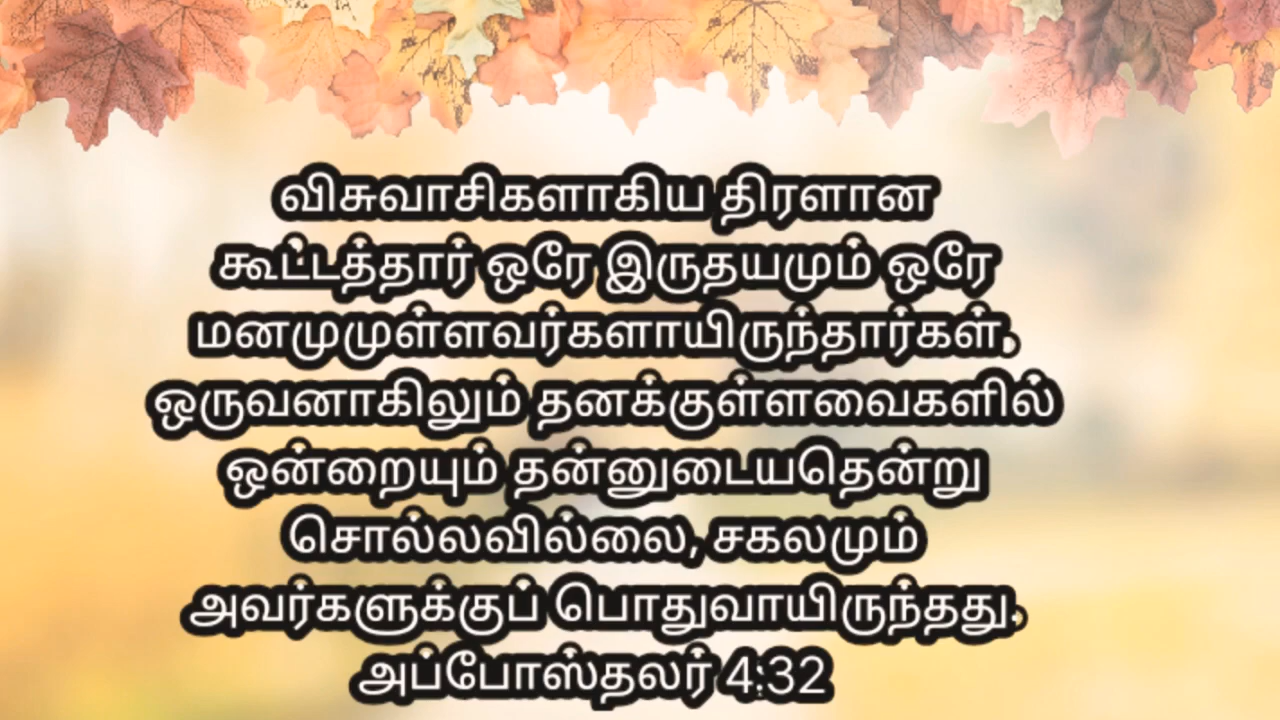 விசுவாசிகளாகிய திரளான
கூட்டத்தார் ஒரே இருதயமும் ஒரே
மனமுமுள்ளவர்களாயிருந்தார்கள்.
ஒருவனாகிலும் தனக்குள்ளவைகளில்
ஒன்றையும் தன்னுடையதென்று
சொல்லவில்லை, சகலமும்
அவர்களுக்குப் பொதுவாயிருந்தது.
அப்போஸ்தலர் 4:32